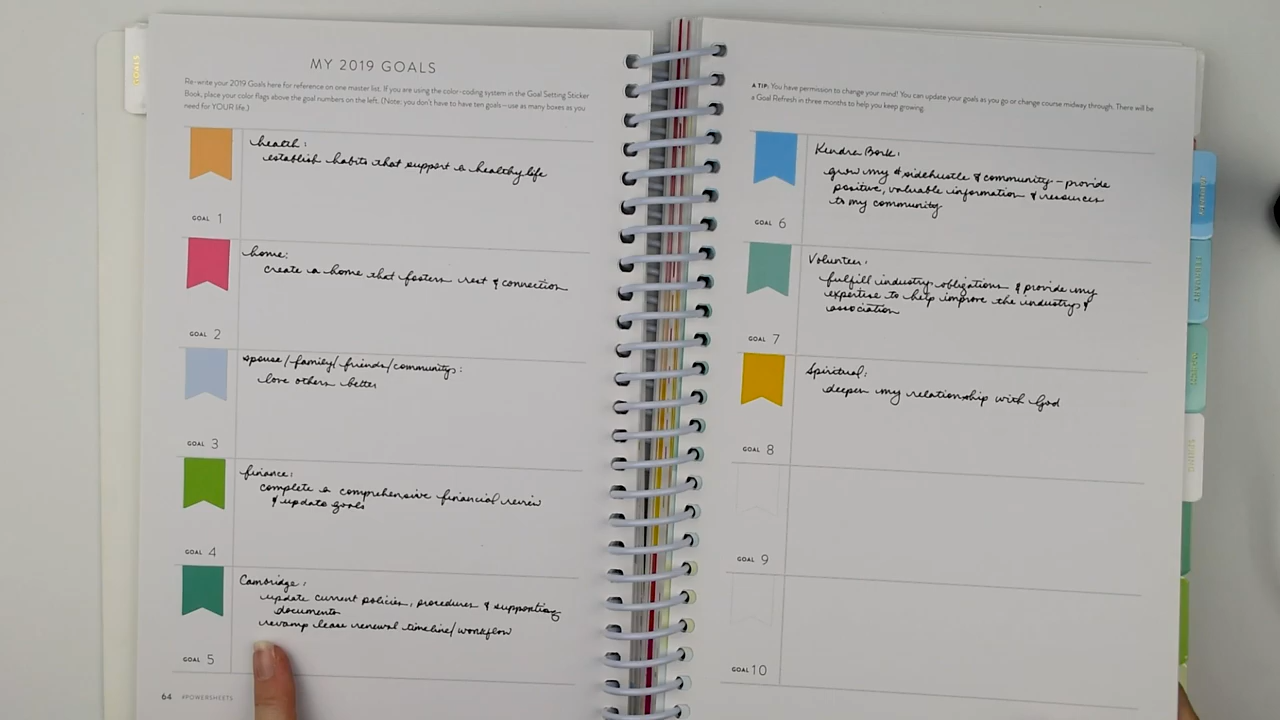 GOALS
MY 2019 GOALS
Re-write your 2019 Goals here for reference on one master list. If you are using the color-coding system in the Goal Setting Sticker
Book, place your color flags above the goal numbers on the left. (Note: you don't have to have ten goals—use as many boxes as you
need for YOUR life.)
health:
establish habits that support a healthy life
GOAL 1
home:
create a home that fosters rest & connection
GOAL 2
spouse/family/friends/community:
love others better
GOAL 3
finance:
complete a comprehensive financial review
& update goals
GOAL 4
Cambridge:
update current policies, procedures & supporting
documents
revamp lease renewal timeline/workflow
GOAL 5
64 #POWERSHEETS
A TIP: You have permission to change your mind! You can update your goals as you go or change course midway through. There will be
a Goal Refresh in three months to help you keep growing.
Kendra Bork:
grow my sidehustle & community – provide
positive, valuable information & resources
to my community
GOAL 6
Volunteer:
fulfill industry obligations & provide my
expertise to help improve the industry &
association
GOAL 7
Spiritual:
deepen my relationship with God
GOAL 8
GOAL 9
GOAL 10
JANUARY
FEBRUARY
MARCH
SPRING